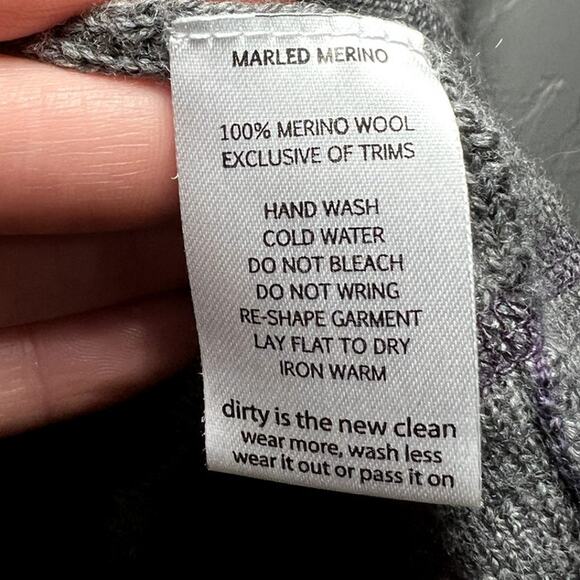 MARLED MERINO
100% MERINO WOOL
EXCLUSIVE OF TRIMS
HAND WASH
COLD WATER
DO NOT BLEACH
DO NOT WRING
RE-SHAPE GARMENT
LAY FLAT TO DRY
IRON WARM
dirty is the new clean
wear more, wash less
wear it out or pass it on